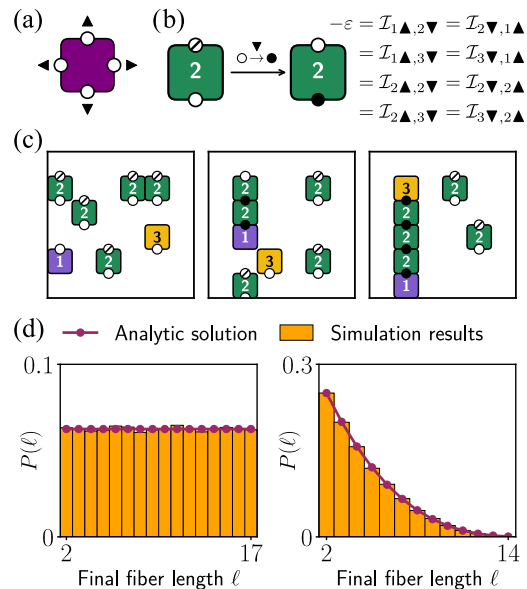 (a)
(b)
2
▼
○→●
2
−ε = 𝓘₁▲,₂▼ = 𝓘₂▼,₁▲
= 𝓘₁▲,₃▼ = 𝓘₃▼,₁▲
= 𝓘₂▲,₂▼ = 𝓘₂▼,₂▲
= 𝓘₂▲,₃▼ = 𝓘₃▼,₂▲
(c)
2 2 2
2
3
1 2
2 2
2
1
3
2 2
3 2
2
2 2
2
1
(d) Analytic solution Simulation results
0.1
P(ℓ)
0
2 17
Final fiber length ℓ
0.3
P(ℓ)
0
2 14
Final fiber length ℓ